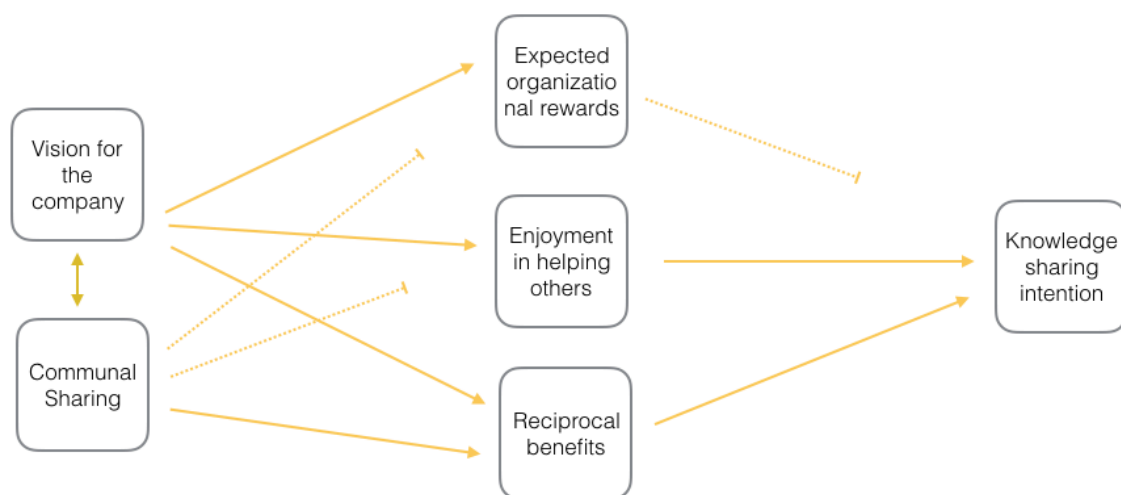 Vision for
the
company
Communal
Sharing
Expected
organizatio
nal rewards
Enjoyment
in helping
others
Reciprocal
benefits
Knowledge
sharing
intention